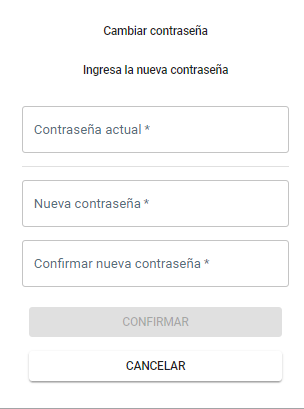 Cambiar contraseña
Ingresa la nueva contraseña
Contraseña actual *
Nueva contraseña *
Confirmar nueva contraseña *
CONFIRMAR
CANCELAR